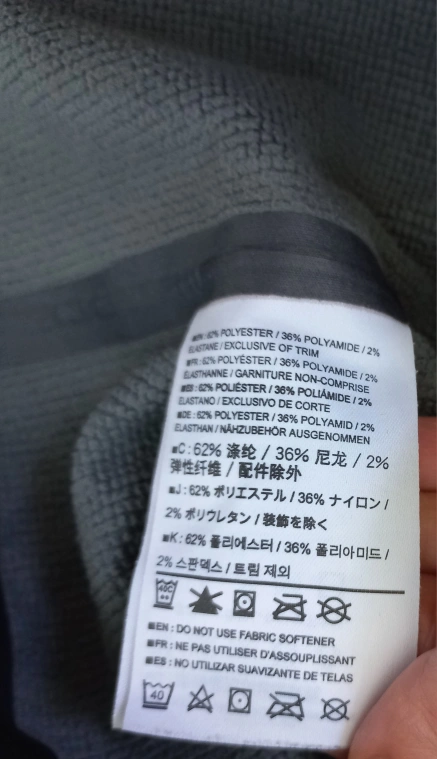 ■EN : 62% POLYESTER / 36% POLYAMIDE / 2%
ELASTANE / EXCLUSIVE OF TRIM
■FR : 62% POLYESTER / 36% POLYAMIDE / 2%
ELASTHANNE / GARNITURE NON-COMPRISE
■ES : 62% POLIÉSTER / 36% POLIÁMIDE / 2%
ELASTANO / EXCLUSIVO DE CORTE
■DE : 62% POLYESTER / 36% POLYAMID / 2%
ELASTHAN / NÄHZUBEHÖR AUSGENOMMEN
■C : 62% 涤纶 / 36% 尼龙 / 2%
弹性纤维 / 配件除外
■J : 62% ポリエステル / 36% ナイロン /
2% ポリウレタン / 装飾を除く
■K : 62% 폴리에스터 / 36% 폴리아미드 /
2% 스판덱스 / 트림 제외
40C
■EN : DO NOT USE FABRIC SOFTENER
■FR : NE PAS UTILISER D'ASSOUPLISSANT
■ES : NO UTILIZAR SUAVIZANTE DE TELAS
40